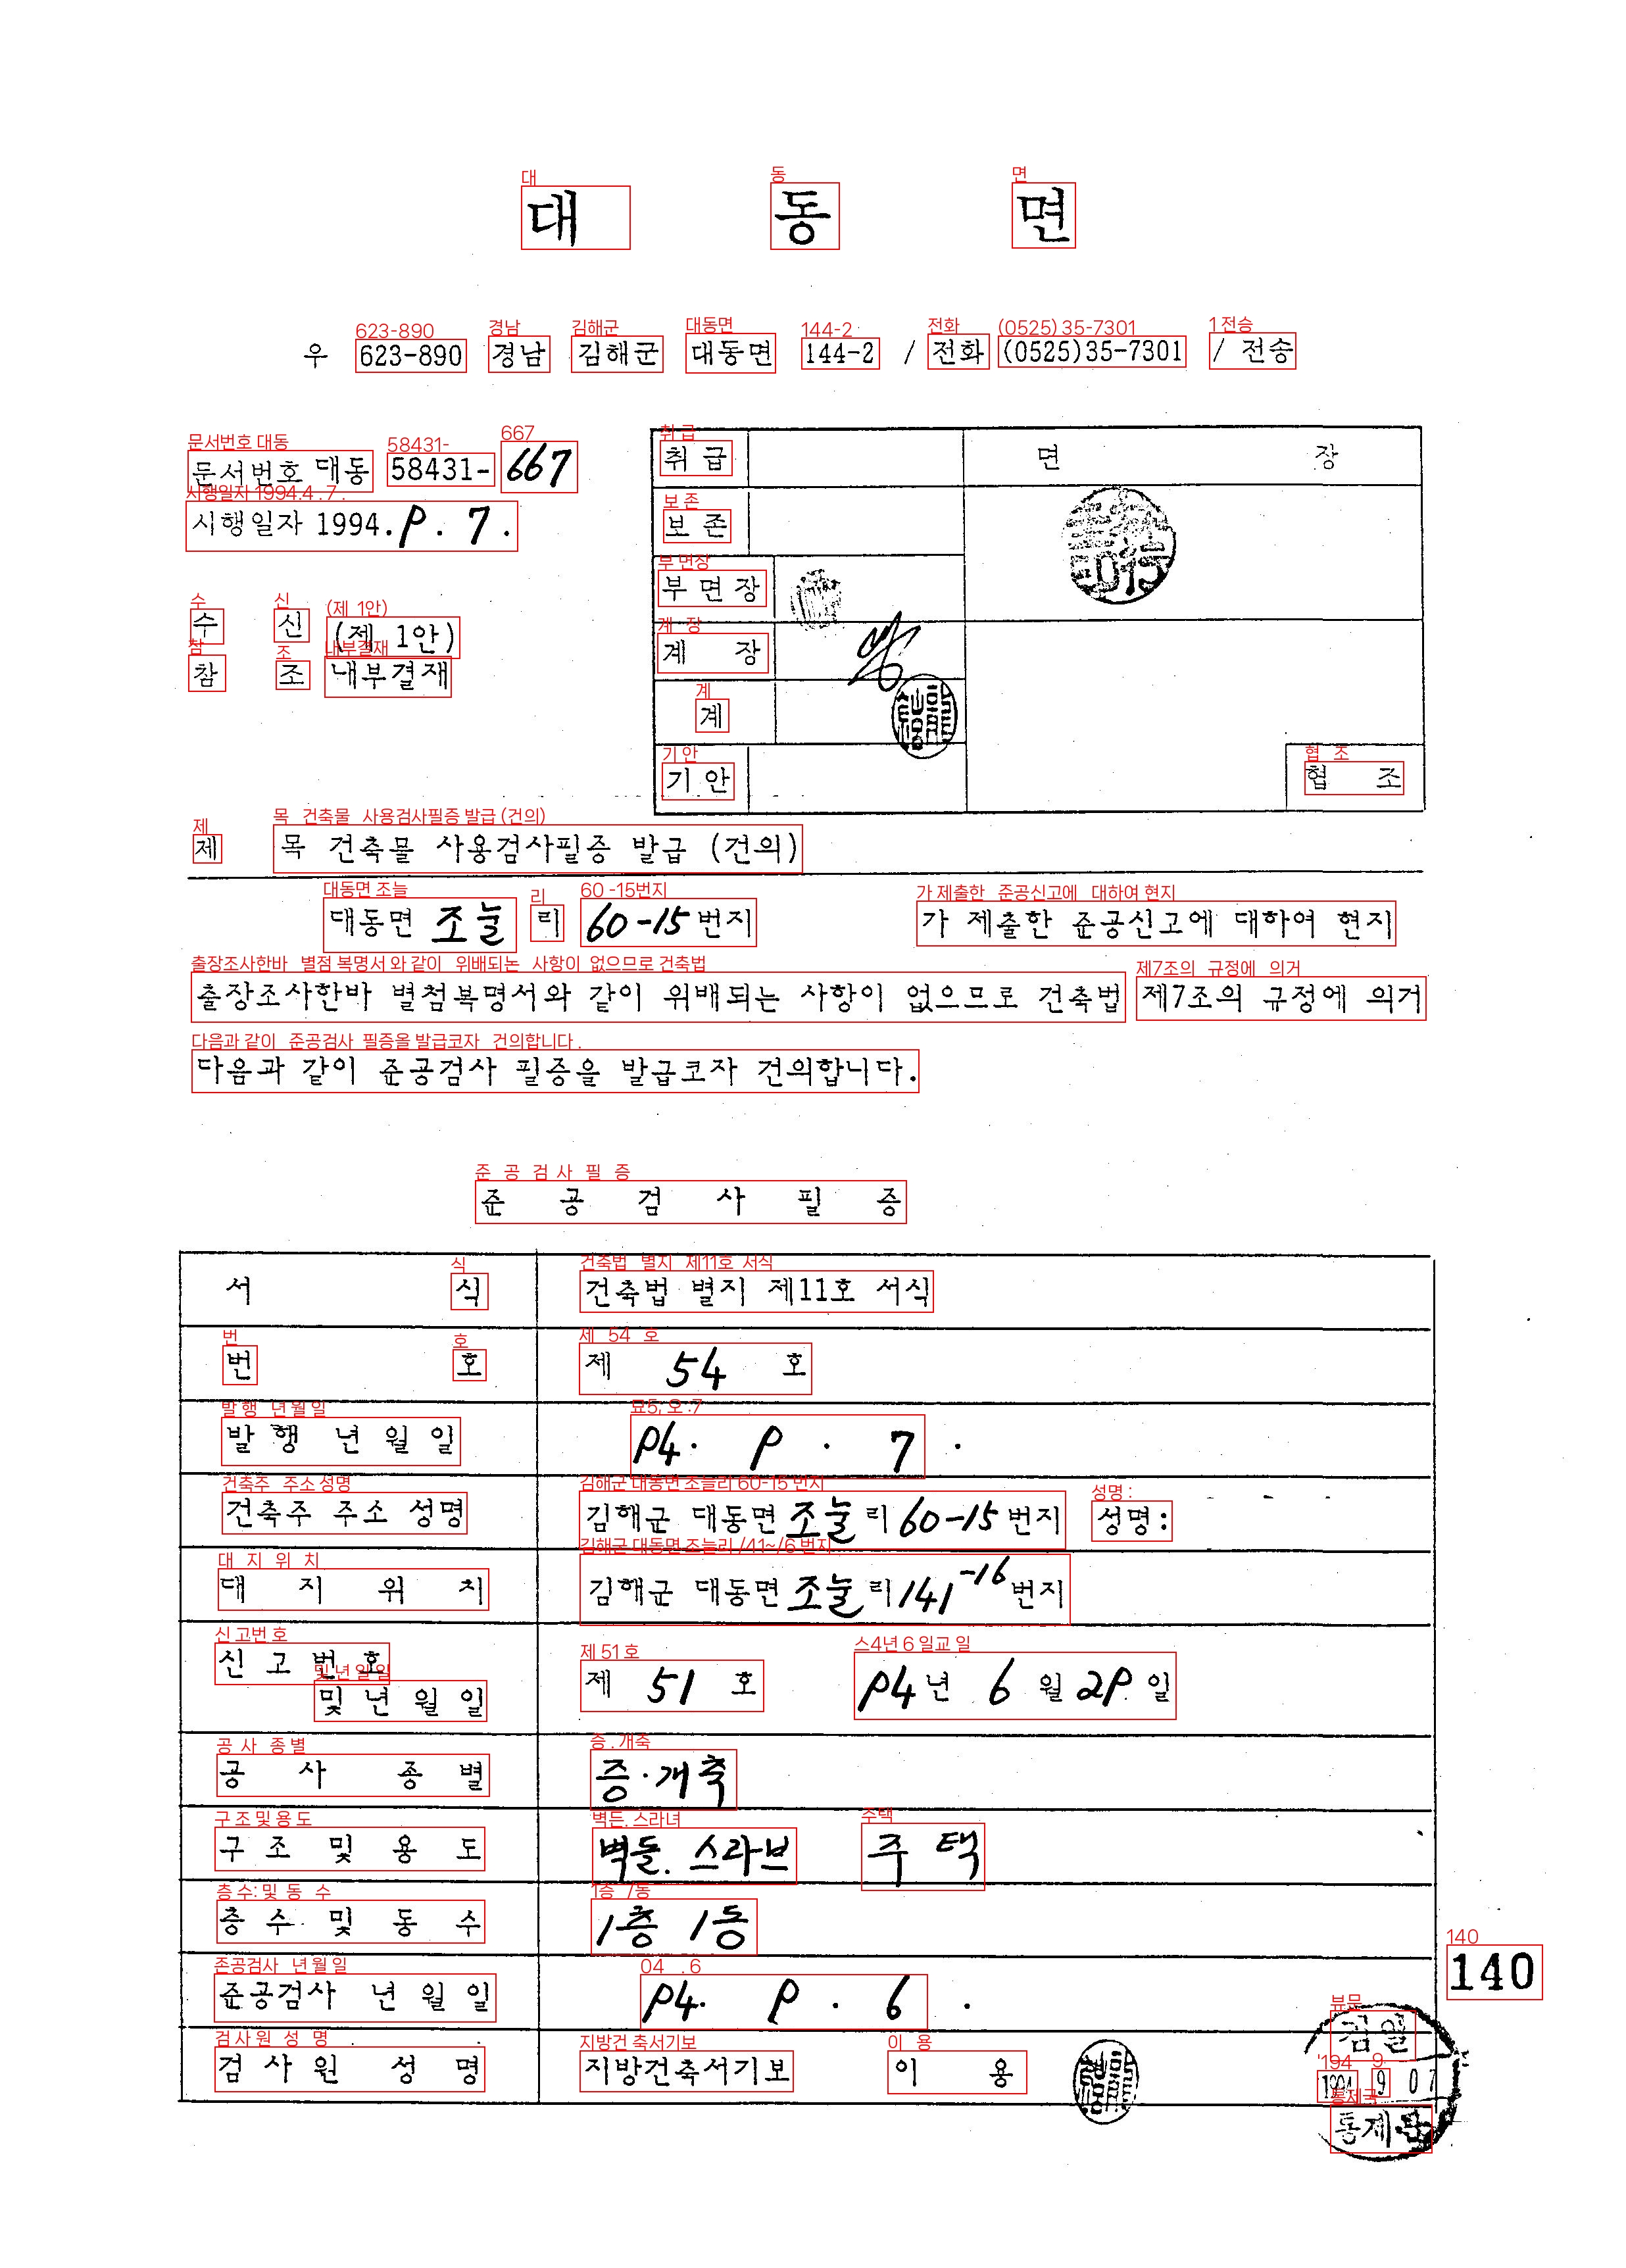 대 동 면
우 623-890 경남 김해군 대동면 144-2 / 전화 (0525)35-7301 / 전송
문서번호 대동 58431-667
시행일자 1994. 9. 7.
수 신 (제 1안)
참 조 내부결재
취 급 면 장
보 존
부 면 장
계 장
계
기 안 협 조
제 목 건축물 사용검사필증 발급 (건의)
대동면 조눌 리 60-15 번지 가 제출한 준공신고에 대하여 현지
출장조사한바 별첨복명서와 같이 위배되는 사항이 없으므로 건축법 제7조의 규정에 의거
다음과 같이 준공검사 필증을 발급코자 건의합니다.
준 공 검 사 필 증
서 식 건축법 별지 제11호 서식
번 호 제 54 호
발 행 년 월 일 94. 9. 7.
건축주 주소 성명 김해군 대동면 조눌리 60-15 번지 성명:
대 지 위 치 김해군 대동면 조눌리 141-16 번지
신 고 번 호 및 년 월 일 제 51 호 94년 6월 29일
공 사 종 별 증·개축
구 조 및 용 도 벽돌. 스라브 주택
층 수 및 동 수 1층 1동
준공검사 년 월 일 94. 9. 6.
검 사 원 성 명 지방건축서기보 이 용
140
1994 9 07
통제관